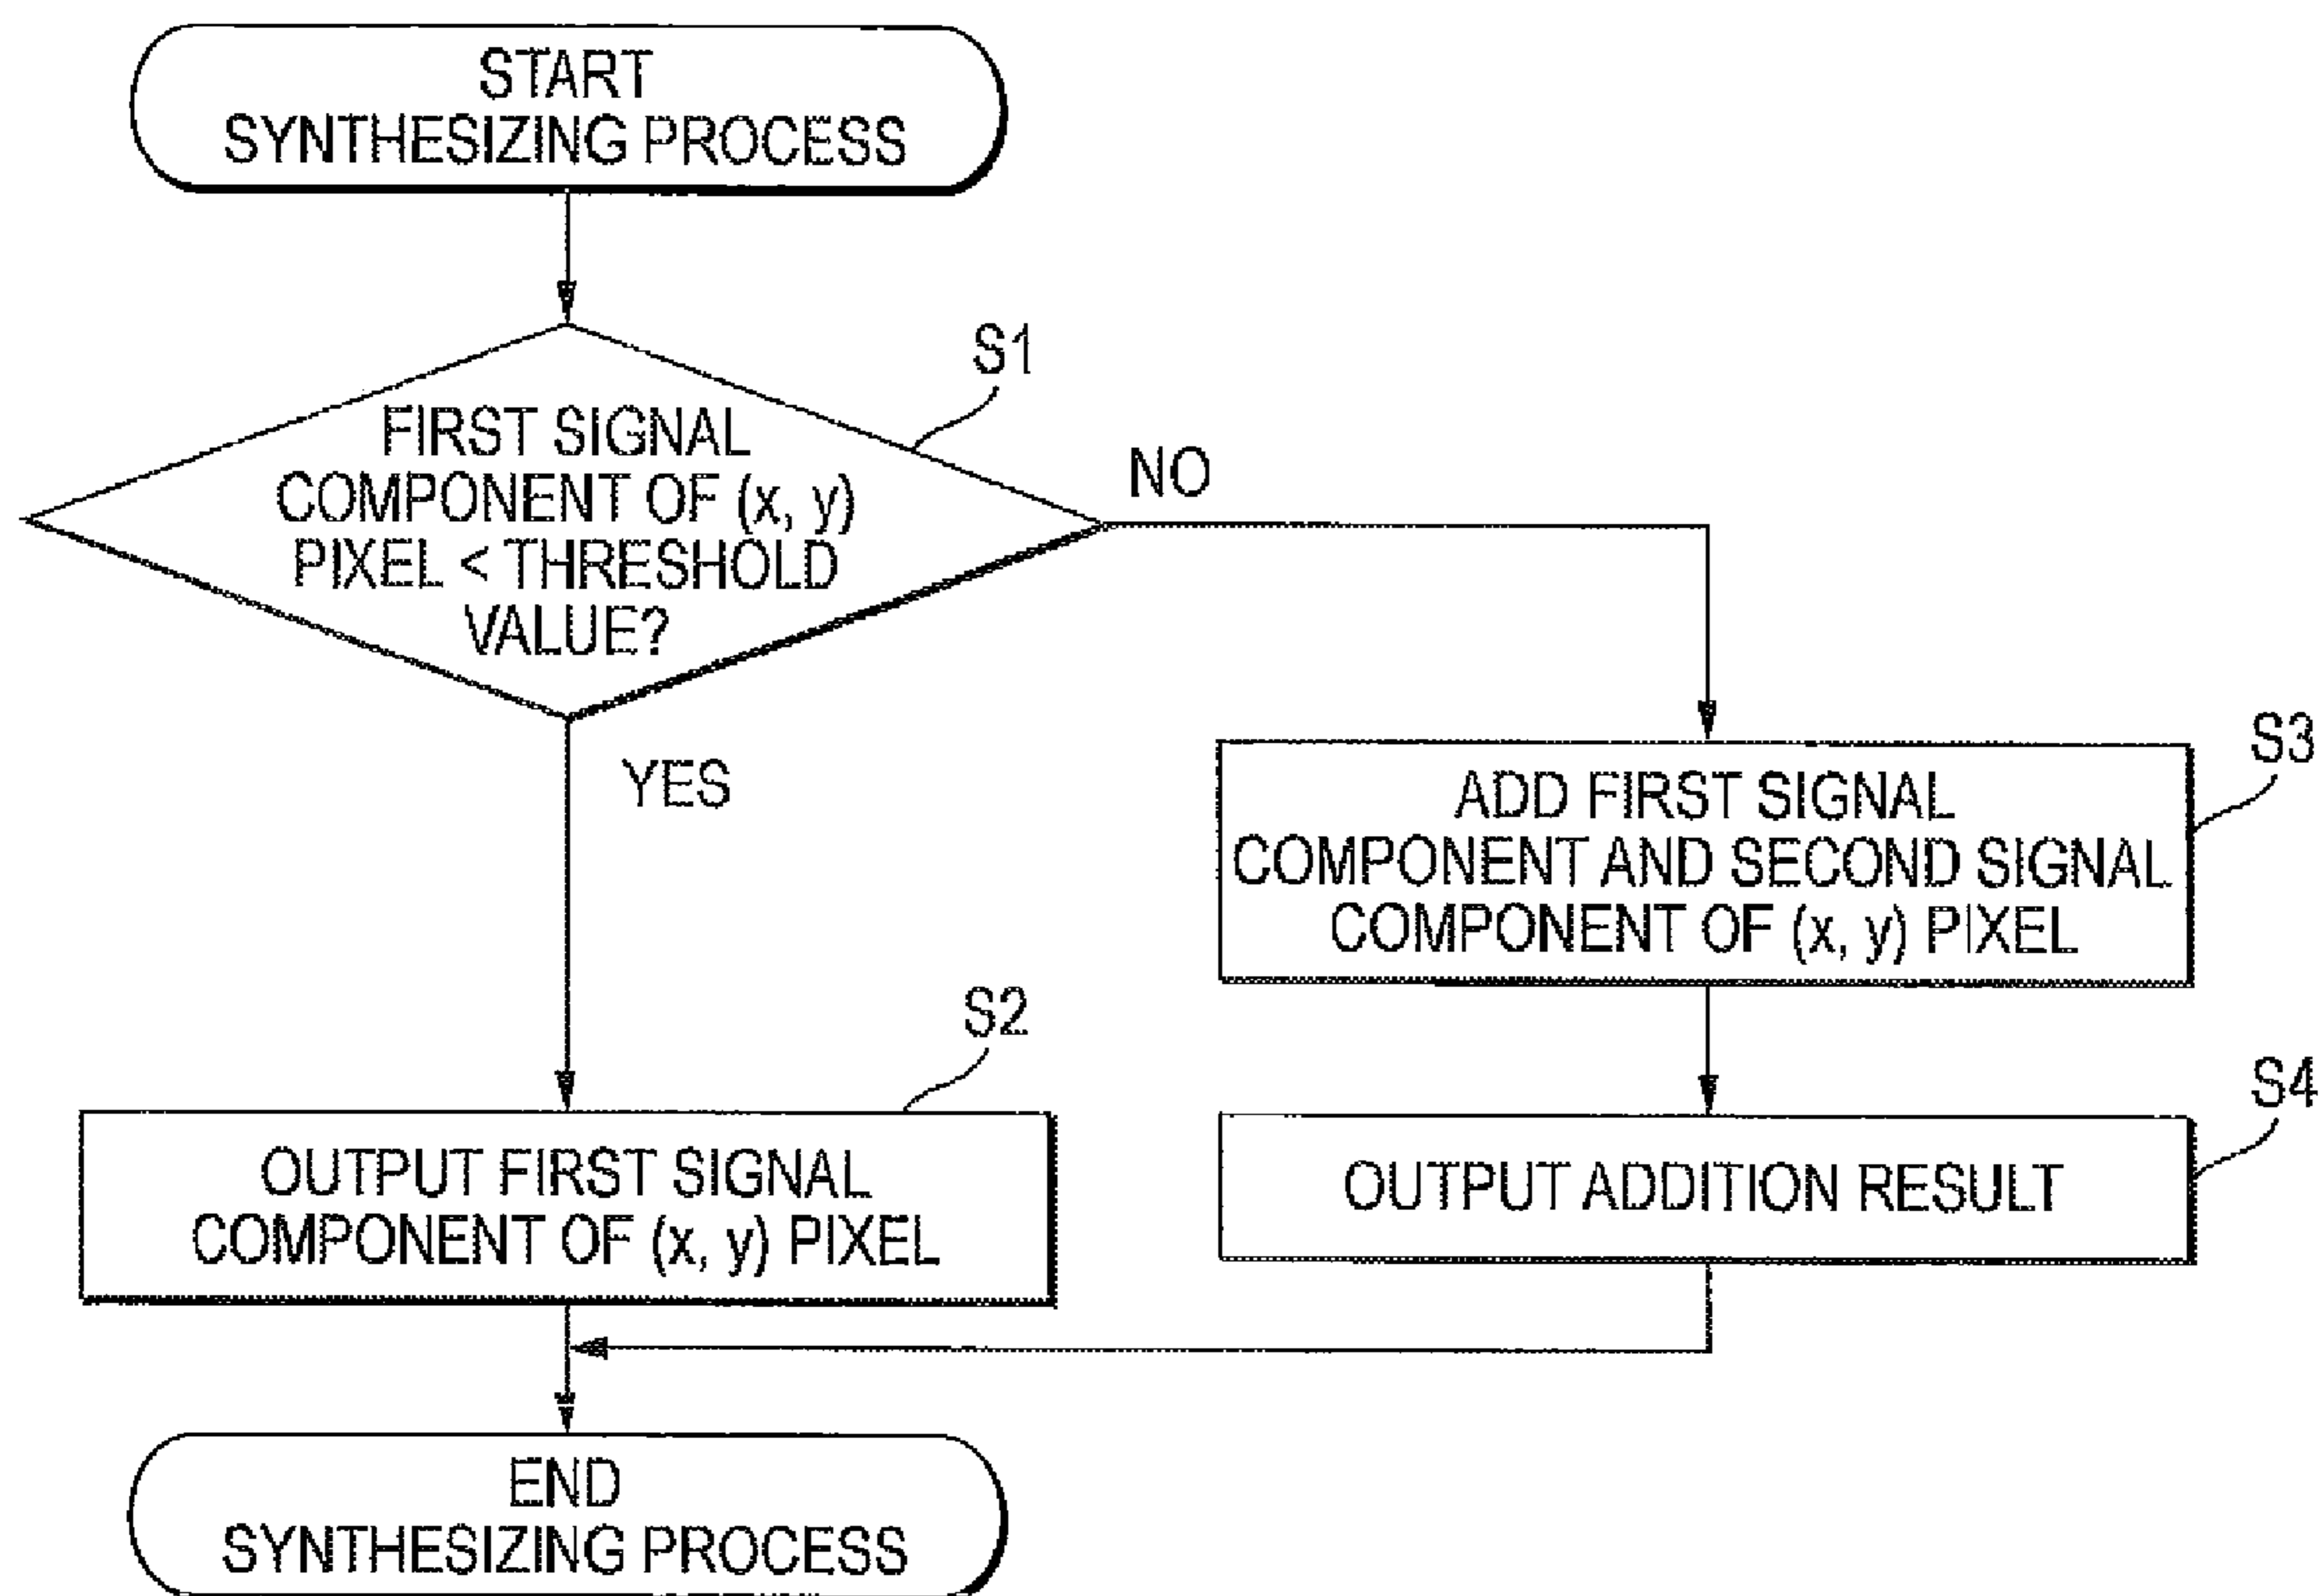 START
SYNTHESIZING PROCESS
S1
FIRST SIGNAL
COMPONENT OF (x, y)
PIXEL < THRESHOLD
VALUE?
NO
YES
S3
ADD FIRST SIGNAL
COMPONENT AND SECOND SIGNAL
COMPONENT OF (x, y) PIXEL
S2
OUTPUT FIRST SIGNAL
COMPONENT OF (x, y) PIXEL
S4
OUTPUT ADDITION RESULT
END
SYNTHESIZING PROCESS